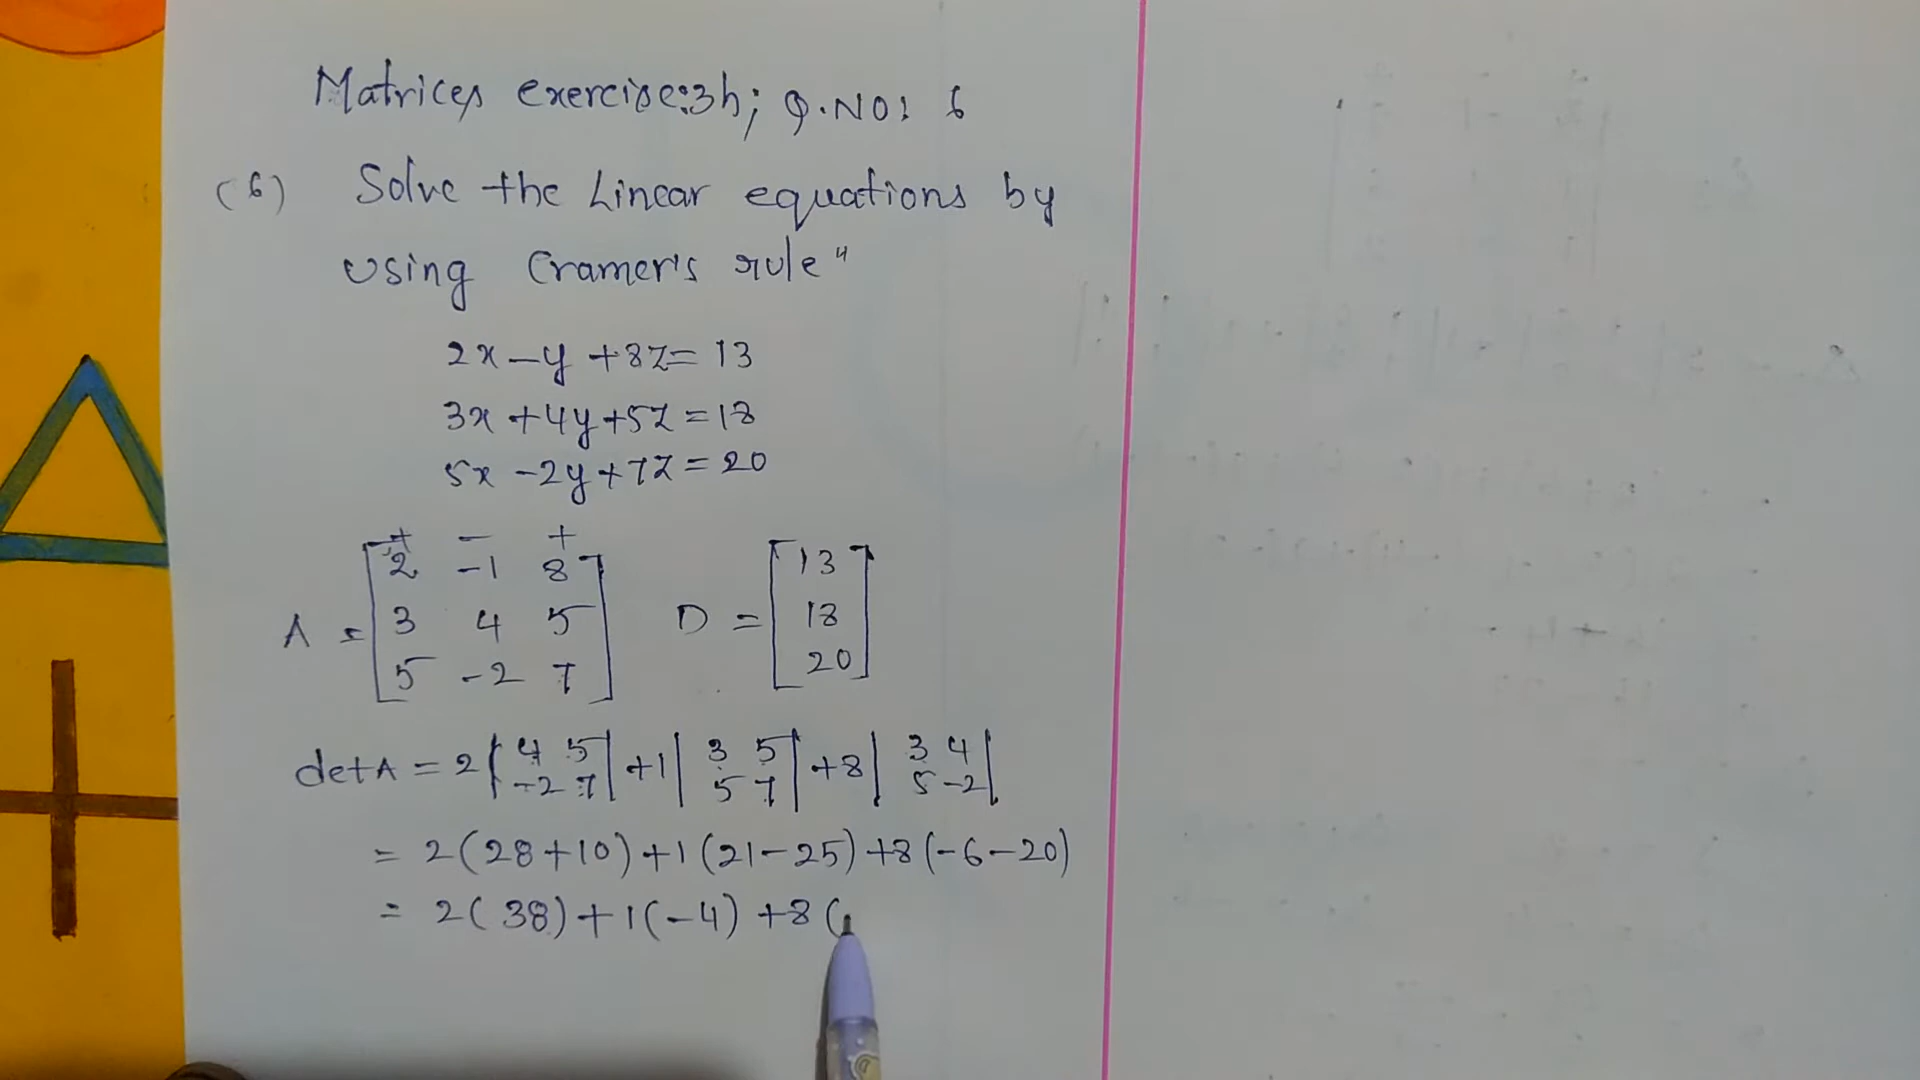 Matrices exercise:3h; Q.NO: 6
(6) Solve the Linear equations by
using Cramer's rule"
2x-y+8z=13
3x+4y+5z=18
5x-2y+7z=20
+ - +
A = [2 -1 8; 3 4 5; 5 -2 7] D = [13; 18; 20]
det A = 2|4 5; -2 7| +1|3 5; 5 7| +8|3 4; 5 -2|
= 2(28+10)+1(21-25)+8(-6-20)
= 2(38)+1(-4)+8(